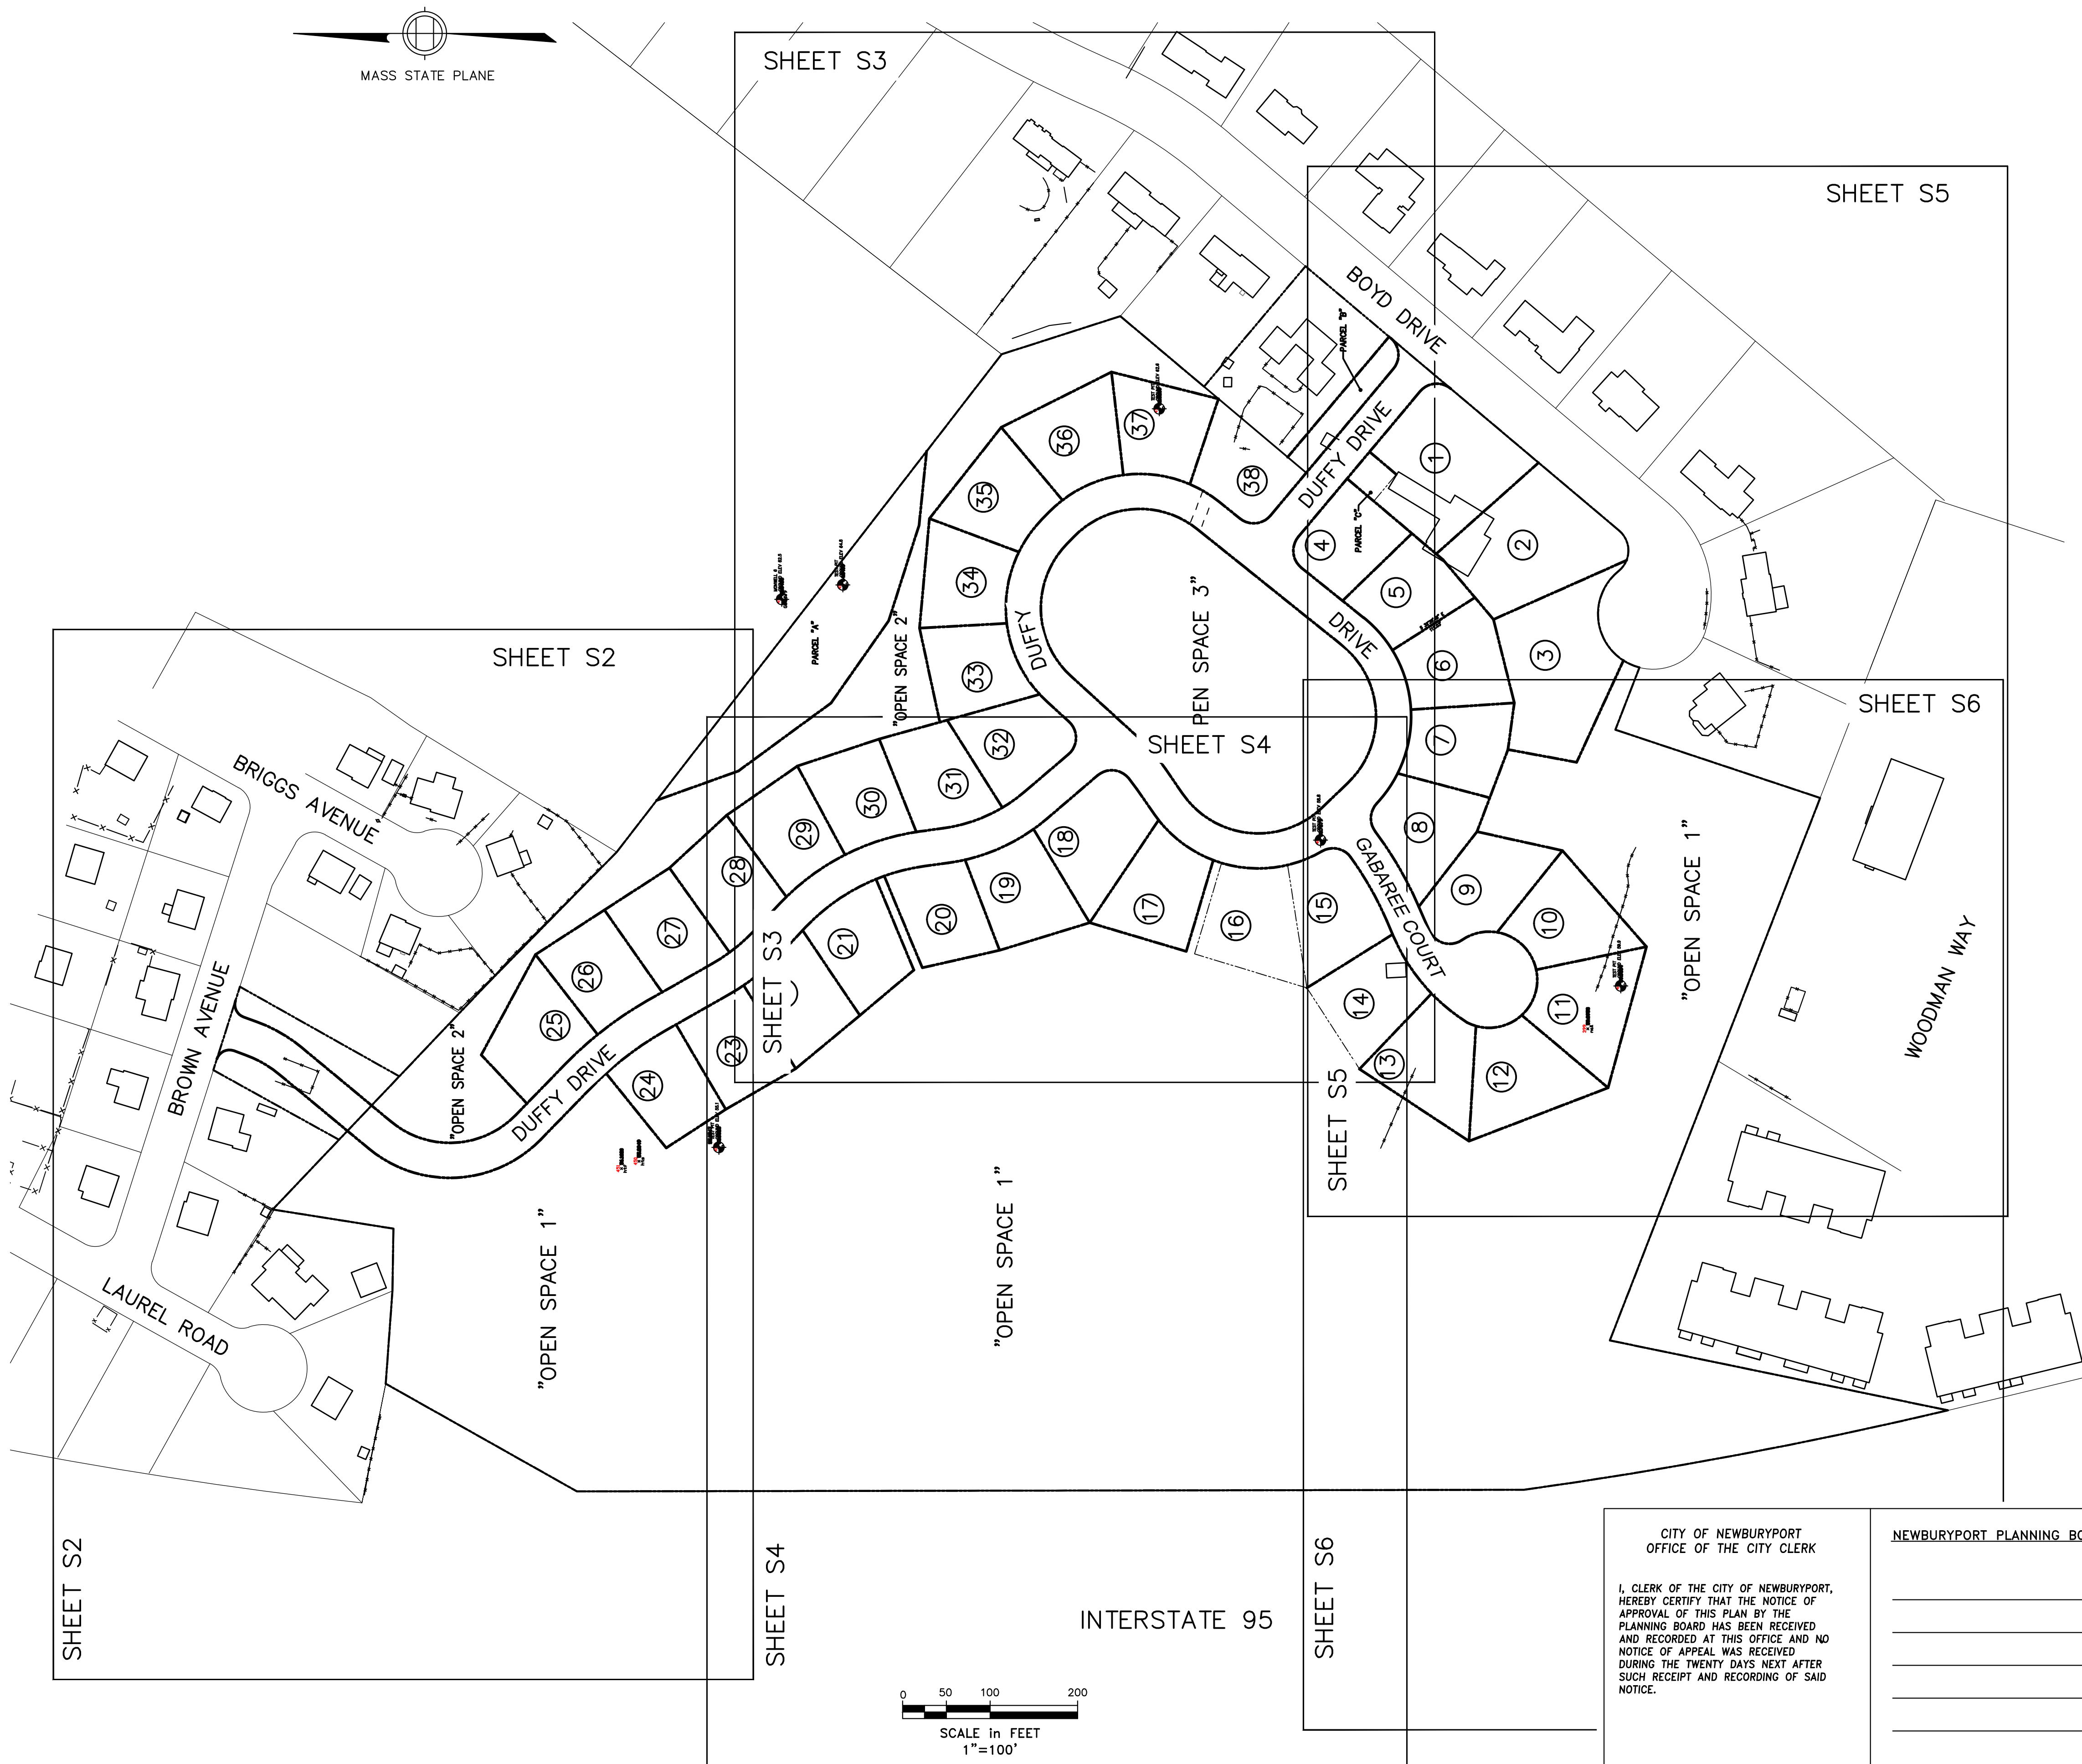 MASS STATE PLANE
SHEET S3
SHEET S5
BOYD DRIVE
PARCEL "B"
DUFFY DRIVE
PARCEL "C"
37
36
38
35
1
34
4
2
5
"OPEN SPACE 3"
DUFFY
DRIVE
33
6
3
PARCEL "A"
"OPEN SPACE 2"
SHEET S2
SHEET S6
SHEET S4
32
7
31
30
29
28
8
BRIGGS AVENUE
18
19
9
GABAREE COURT
17
15
16
10
20
27
21
"OPEN SPACE 1"
26
SHEET S3
BROWN AVENUE
25
14
11
WOODMAN WAY
"OPEN SPACE 2"
23
24
13
12
DUFFY DRIVE
SHEET S5
"OPEN SPACE 1"
"OPEN SPACE 1"
LAUREL ROAD
SHEET S2
SHEET S4
SHEET S6
INTERSTATE 95
0 50 100 200
SCALE in FEET
1"=100'
CITY OF NEWBURYPORT
OFFICE OF THE CITY CLERK
I, CLERK OF THE CITY OF NEWBURYPORT,
HEREBY CERTIFY THAT THE NOTICE OF
APPROVAL OF THIS PLAN BY THE
PLANNING BOARD HAS BEEN RECEIVED
AND RECORDED AT THIS OFFICE AND NO
NOTICE OF APPEAL WAS RECEIVED
DURING THE TWENTY DAYS NEXT AFTER
SUCH RECEIPT AND RECORDING OF SAID
NOTICE.
NEWBURYPORT PLANNING BO